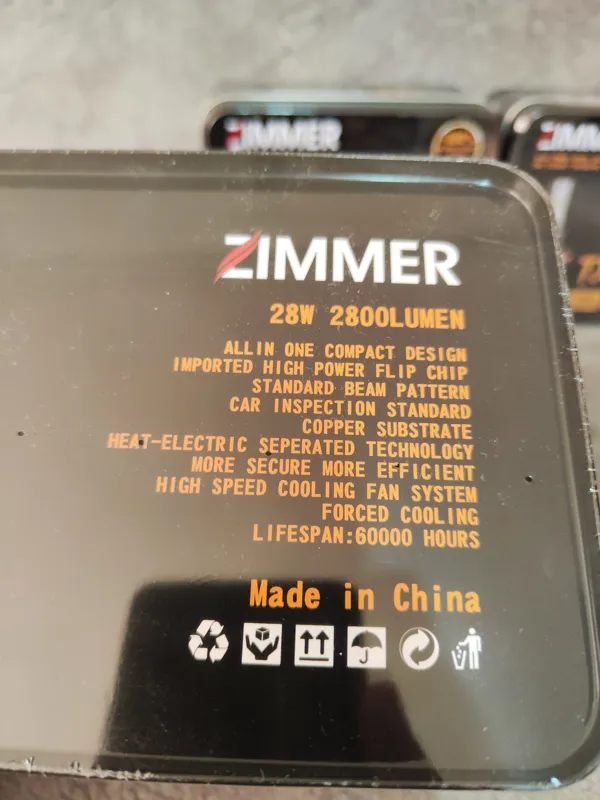 ZIMMER
ZIMM
ZIMMER
28W 2800LUMEN
ALLIN ONE COMPACT DESIGN
IMPORTED HIGH POWER FLIP CHIP
STANDARD BEAM PATTERN
CAR INSPECTION STANDARD
COPPER SUBSTRATE
HEAT-ELECTRIC SEPERATED TECHNOLOGY
MORE SECURE MORE EFFICIENT
HIGH SPEED COOLING FAN SYSTEM
FORCED COOLING
LIFESPAN:60000 HOURS
Made in China